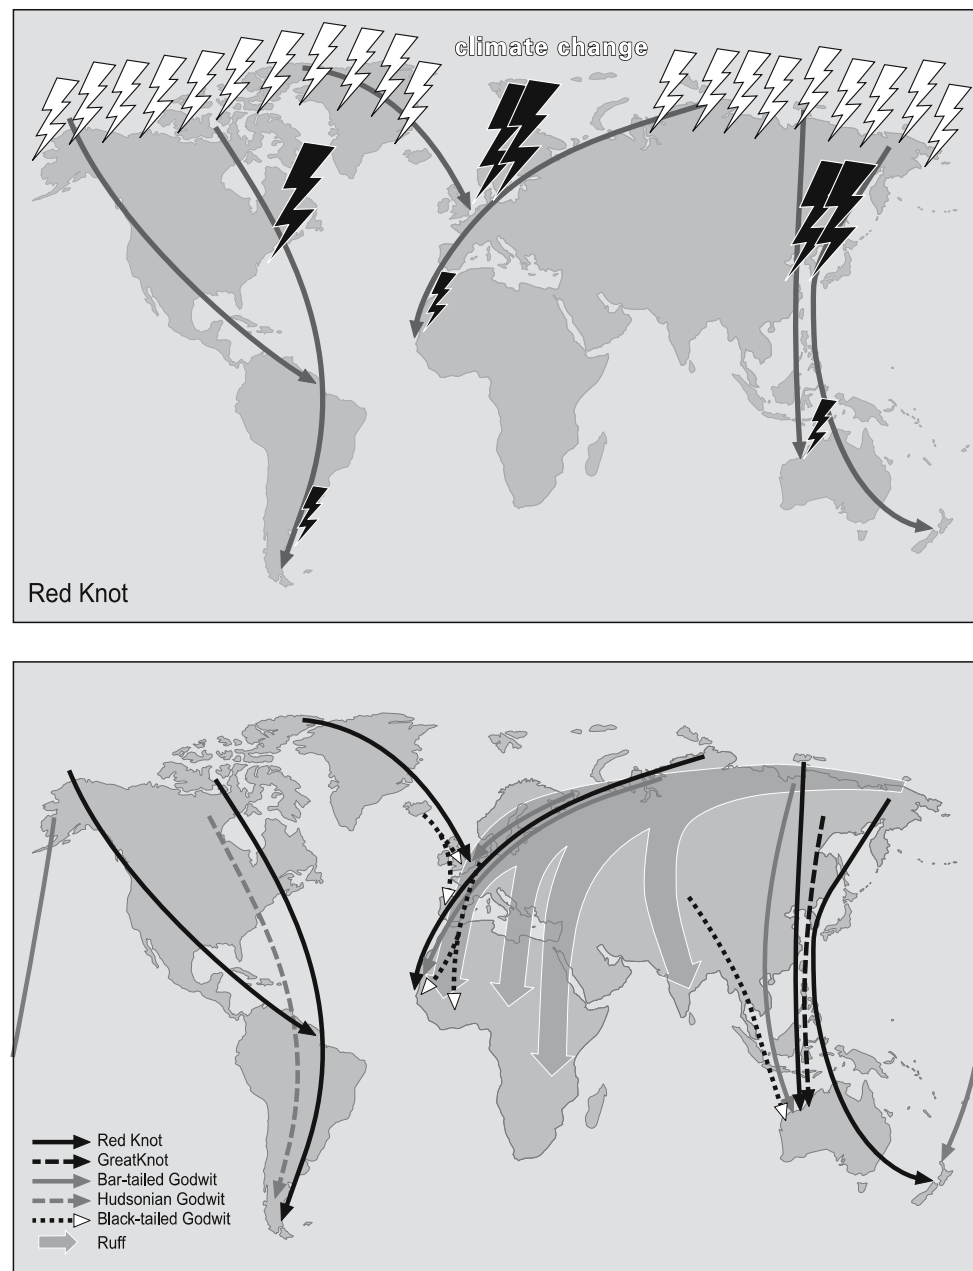 climate change
Red Knot
Red Knot
GreatKnot
Bar-tailed Godwit
Hudsonian Godwit
Black-tailed Godwit
Ruff